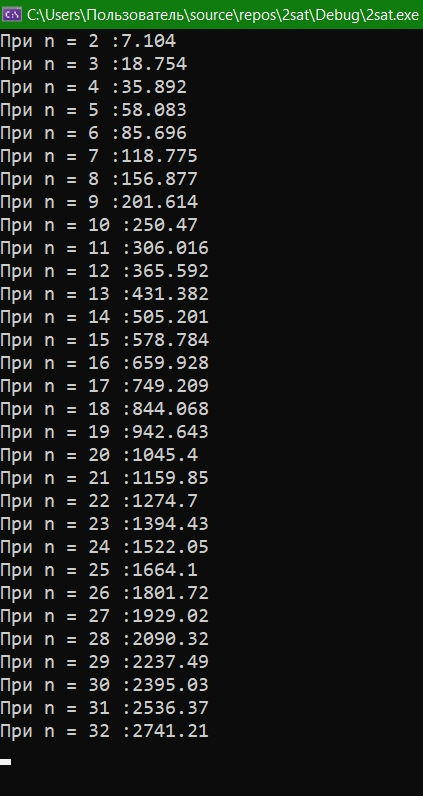 C:\Users\Пользователь\source\repos\2sat\Debug\2sat.exe
При n = 2 :7.104
При n = 3 :18.754
При n = 4 :35.892
При n = 5 :58.083
При n = 6 :85.696
При n = 7 :118.775
При n = 8 :156.877
При n = 9 :201.614
При n = 10 :250.47
При n = 11 :306.016
При n = 12 :365.592
При n = 13 :431.382
При n = 14 :505.201
При n = 15 :578.784
При n = 16 :659.928
При n = 17 :749.209
При n = 18 :844.068
При n = 19 :942.643
При n = 20 :1045.4
При n = 21 :1159.85
При n = 22 :1274.7
При n = 23 :1394.43
При n = 24 :1522.05
При n = 25 :1664.1
При n = 26 :1801.72
При n = 27 :1929.02
При n = 28 :2090.32
При n = 29 :2237.49
При n = 30 :2395.03
При n = 31 :2536.37
При n = 32 :2741.21